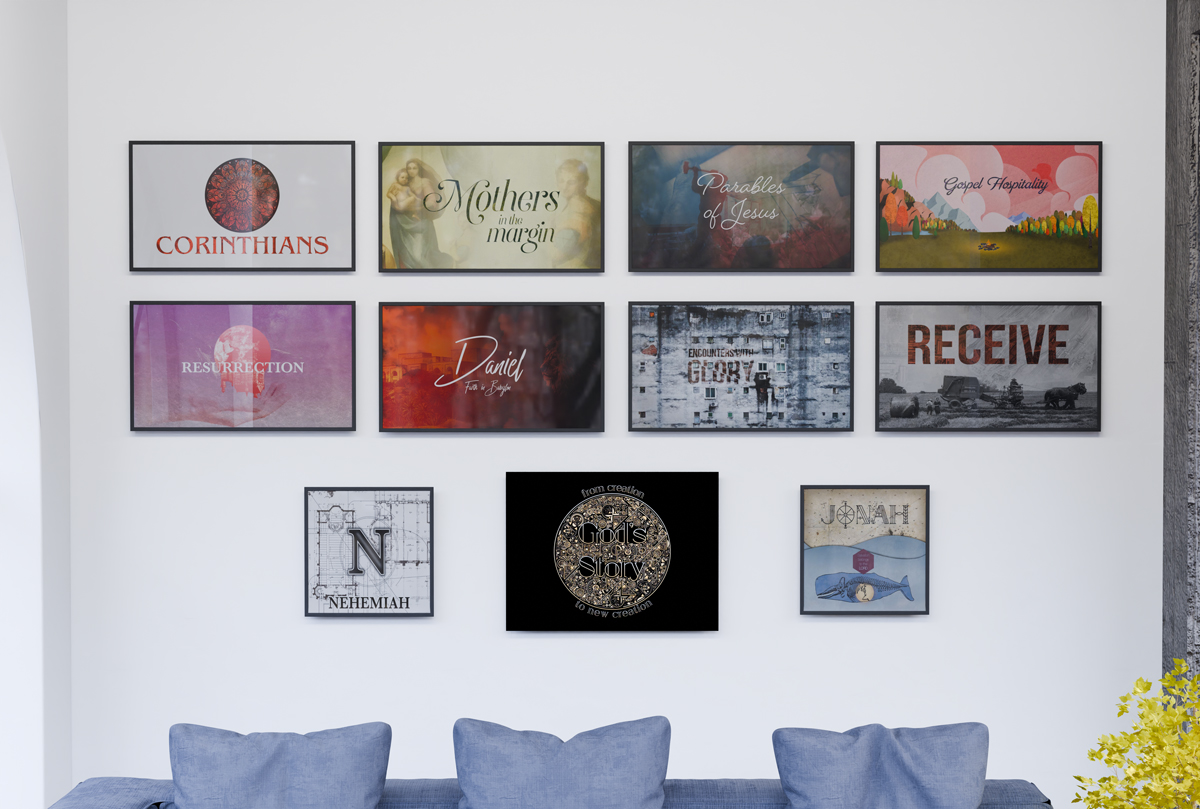 CORINTHIANS
Mothers
in the
margin
Parables
of Jesus
Gospel Hospitality
RESURRECTION
Daniel
Faith in Babylon
ENCOUNTERS WITH
GLORY
RECEIVE
N
NEHEMIAH
from creation
God's
Story
to new creation
JONAH